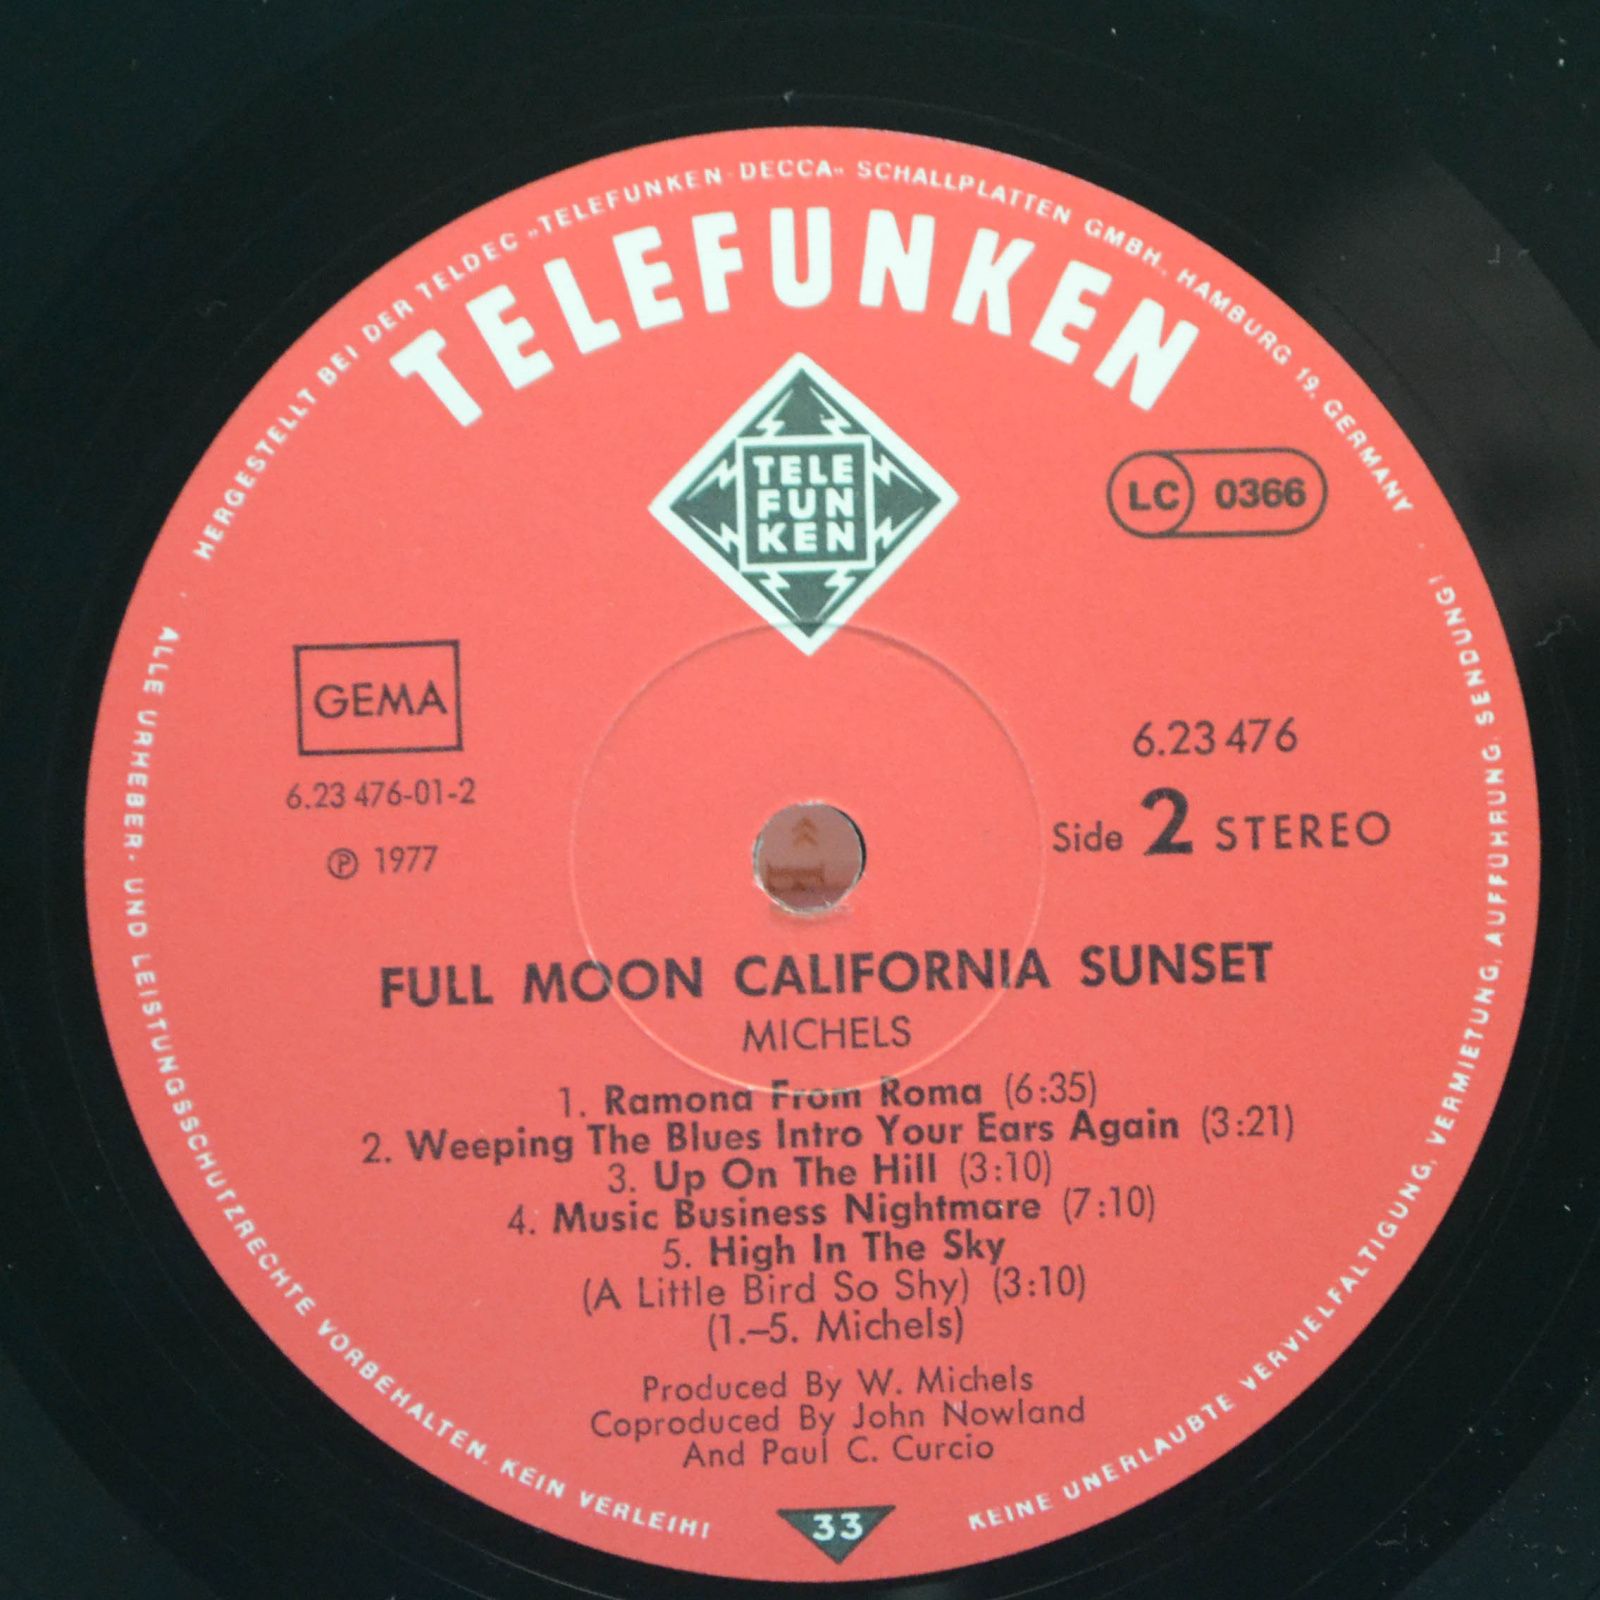 HERGESTELLT BEI DER TELDEC »TELEFUNKEN-DECCA« SCHALLPLATTEN GMBH., HAMBURG 19, GERMANY
TELEFUNKEN
TELE
FUN
KEN
LC 0366
GEMA
6.23 476-01-2
℗ 1977
6.23 476
Side 2 STEREO
FULL MOON CALIFORNIA SUNSET
MICHELS
1. Ramona From Roma (6:35)
2. Weeping The Blues Intro Your Ears Again (3:21)
3. Up On The Hill (3:10)
4. Music Business Nightmare (7:10)
5. High In The Sky
(A Little Bird So Shy) (3:10)
(1.–5. Michels)
Produced By W. Michels
Coproduced By John Nowland
And Paul C. Curcio
33
ALLE URHEBER- UND LEISTUNGSSCHUTZRECHTE VORBEHALTEN. KEIN VERLEIH!
KEINE UNERLAUBTE VERVIELFÄLTIGUNG, VERMIETUNG, AUFFÜHRUNG, SENDUNG!